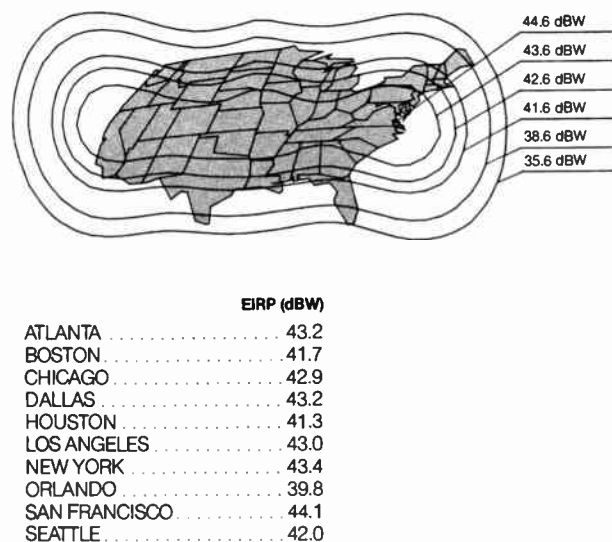 44.6 dBW
43.6 dBW
42.6 dBW
41.6 dBW
38.6 dBW
35.6 dBW
EIRP (dBW)
ATLANTA . . . . . . . . . . . . . . . . 43.2
BOSTON . . . . . . . . . . . . . . . . 41.7
CHICAGO . . . . . . . . . . . . . . . . 42.9
DALLAS . . . . . . . . . . . . . . . . 43.2
HOUSTON . . . . . . . . . . . . . . . . 41.3
LOS ANGELES . . . . . . . . . . . . . 43.0
NEW YORK . . . . . . . . . . . . . . . 43.4
ORLANDO . . . . . . . . . . . . . . . . 39.8
SAN FRANCISCO . . . . . . . . . . . 44.1
SEATTLE . . . . . . . . . . . . . . . . 42.0